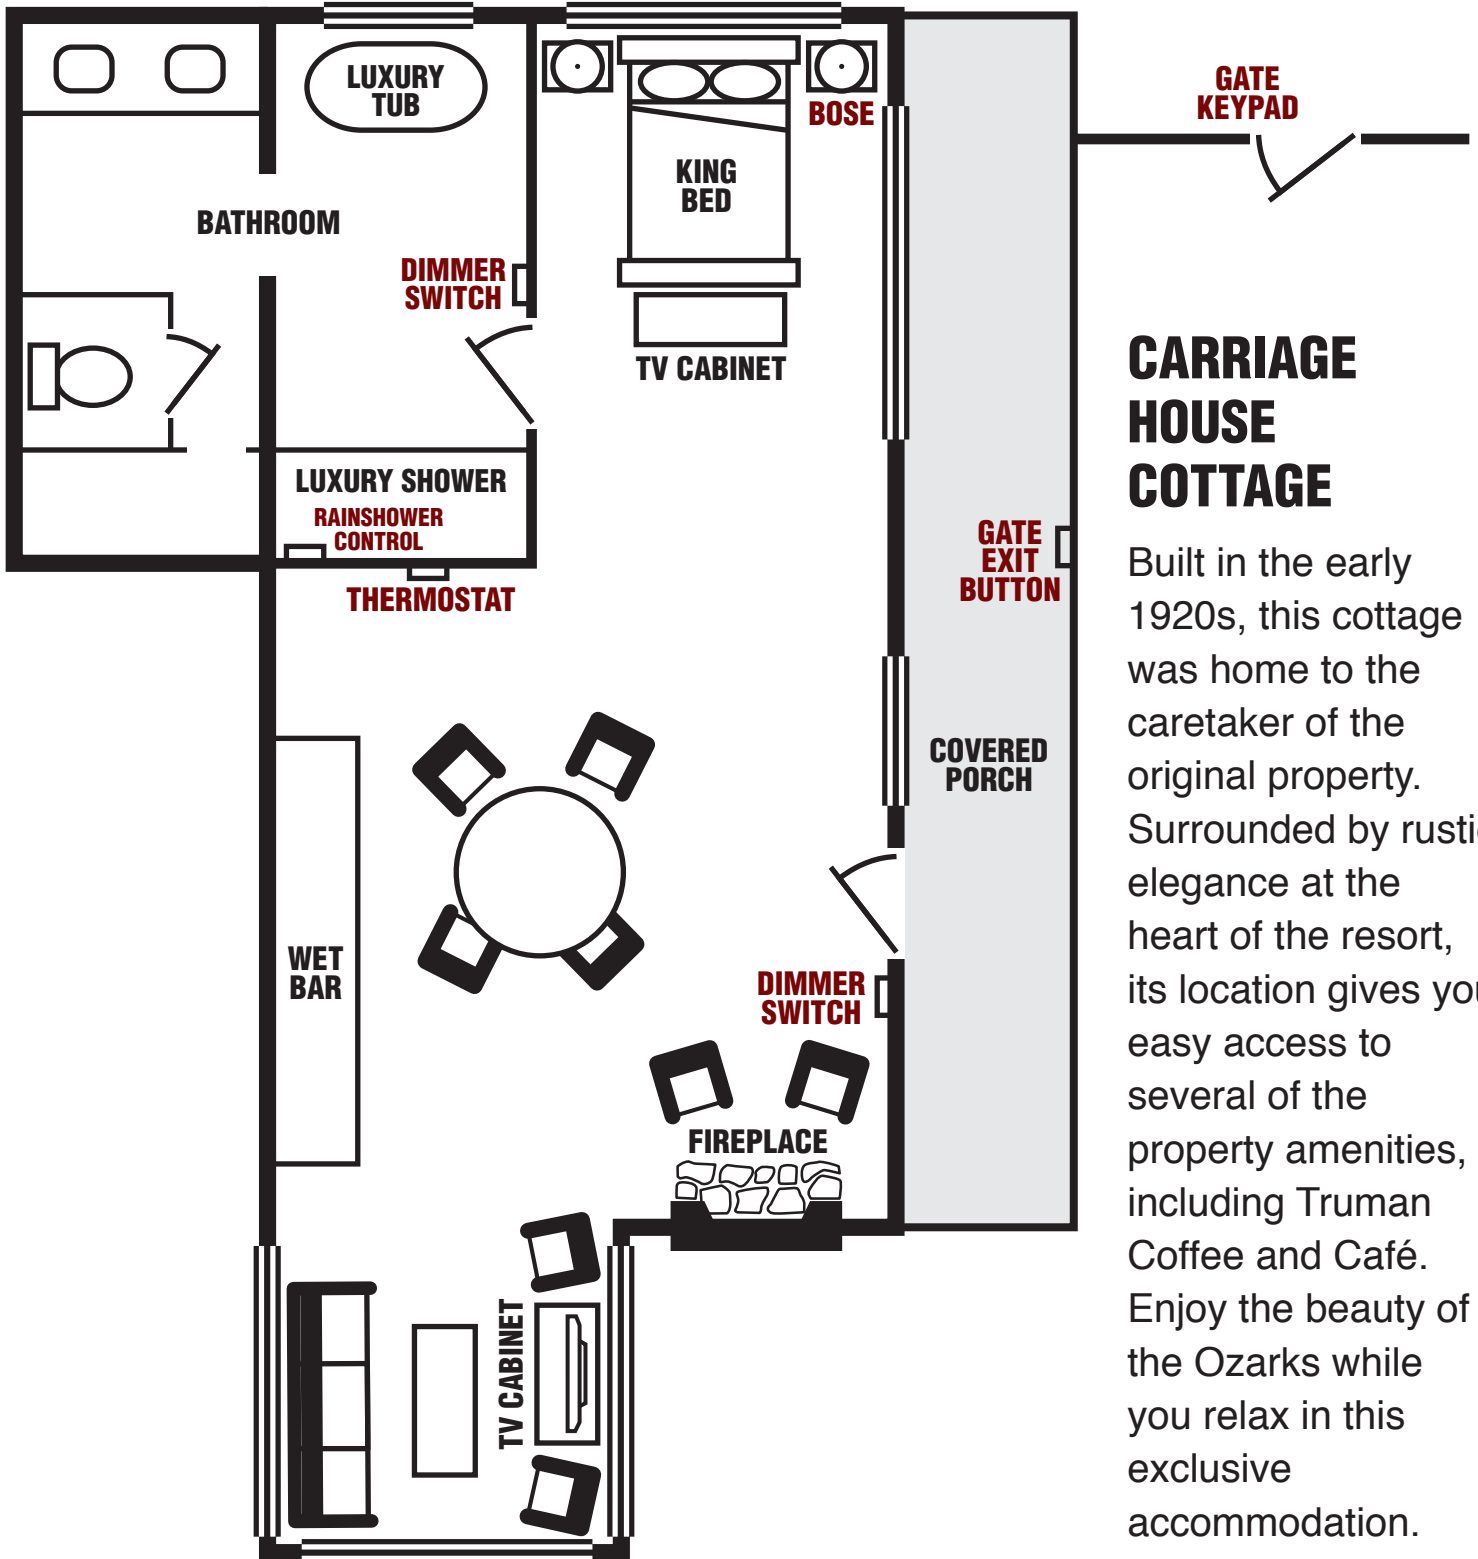 GATE
KEYPAD
LUXURY
TUB
BOSE
KING
BED
BATHROOM
DIMMER
SWITCH
TV CABINET
LUXURY SHOWER
RAINSHOWER
CONTROL
THERMOSTAT
GATE
EXIT
BUTTON
COVERED
PORCH
WET
BAR
DIMMER
SWITCH
FIREPLACE
TV CABINET
CARRIAGE
HOUSE
COTTAGE
Built in the early
1920s, this cottage
was home to the
caretaker of the
original property.
Surrounded by rusti
elegance at the
heart of the resort,
its location gives you
easy access to
several of the
property amenities,
including Truman
Coffee and Café.
Enjoy the beauty of
the Ozarks while
you relax in this
exclusive
accommodation.